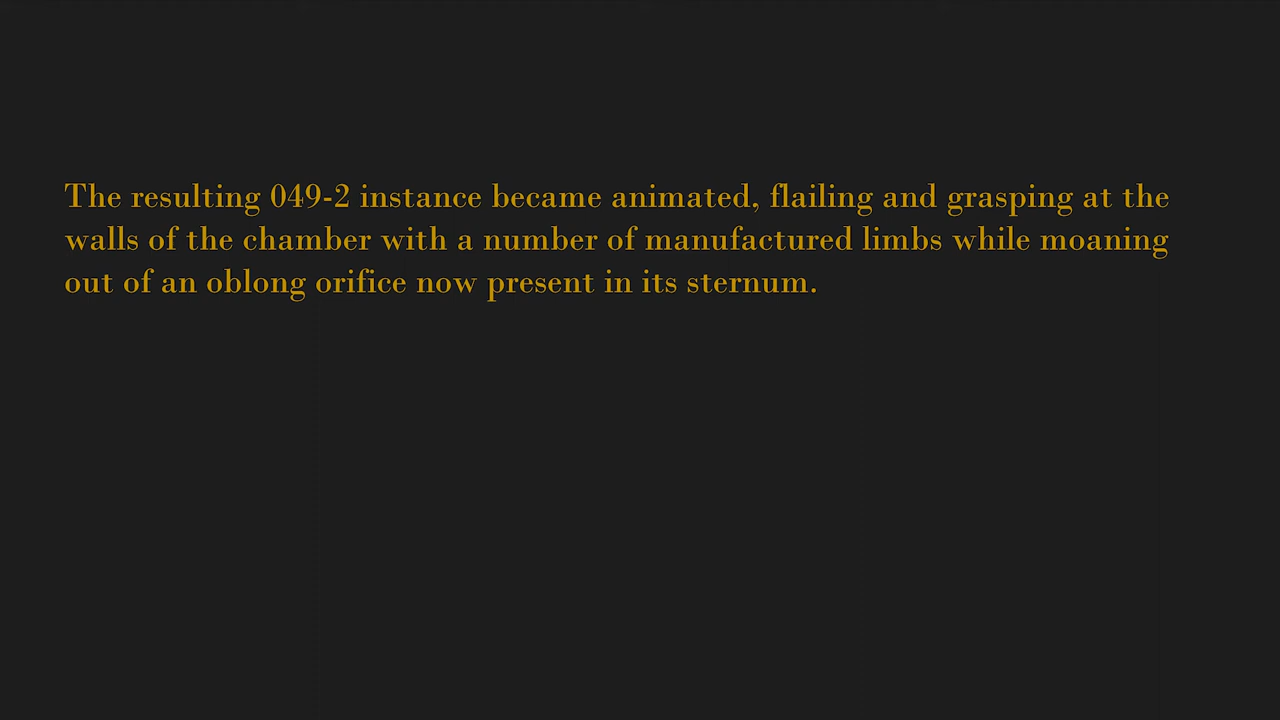 The resulting 049-2 instance became animated, flailing and grasping at the
walls of the chamber with a number of manufactured limbs while moaning
out of an oblong orifice now present in its sternum.